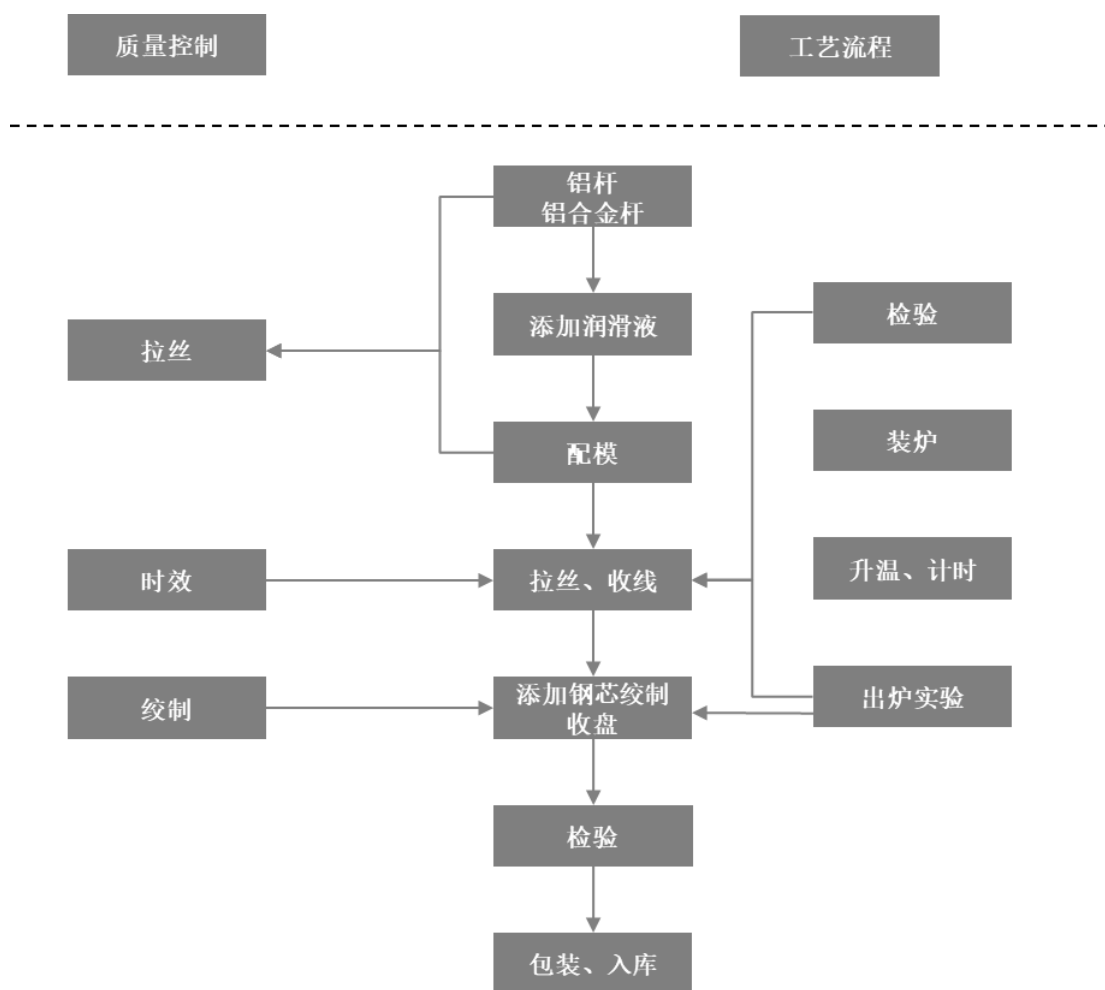 质量控制
工艺流程
铝杆
铝合金杆
添加润滑液
检验
拉丝
装炉
配模
时效
拉丝、收线
升温、计时
绞制
添加钢芯绞制
收盘
出炉实验
检验
包装、入库